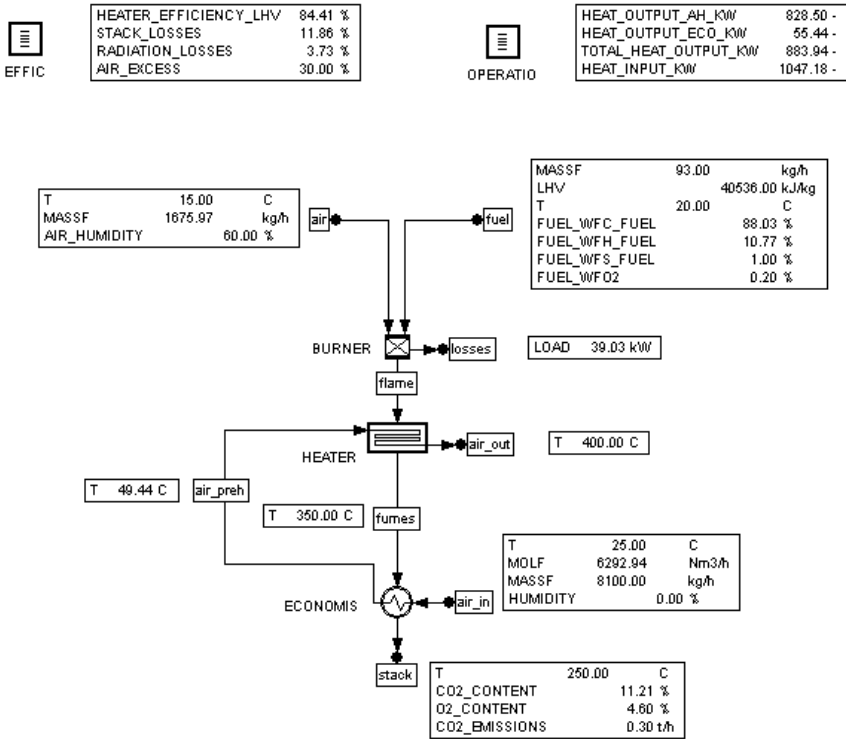 HEATER_EFFICIENCY_LHV 84.41 %
STACK_LOSSES 11.86 %
RADIATION_LOSSES 3.73 %
AIR_EXCESS 30.00 %
EFFIC
HEAT_OUTPUT_AH_KW 828.50 -
HEAT_OUTPUT_ECO_KW 55.44 -
TOTAL_HEAT_OUTPUT_KW 883.94 -
HEAT_INPUT_KW 1047.18 -
OPERATIO
T 15.00 C
MASSF 1675.97 kg/h
AIR_HUMIDITY 60.00 %
air
fuel
MASSF 93.00 kg/h
LHV 40536.00 kJ/kg
T 20.00 C
FUEL_WFC_FUEL 88.03 %
FUEL_WFH_FUEL 10.77 %
FUEL_WFS_FUEL 1.00 %
FUEL_WFO2 0.20 %
BURNER
losses
LOAD 39.03 kW
flame
HEATER
air_out
T 400.00 C
T 49.44 C
air_preh
T 350.00 C
fumes
T 25.00 C
MOLF 6292.94 Nm3/h
MASSF 8100.00 kg/h
HUMIDITY 0.00 %
ECONOMIS
air_in
stack
T 250.00 C
CO2_CONTENT 11.21 %
O2_CONTENT 4.60 %
CO2_EMISSIONS 0.30 t/h